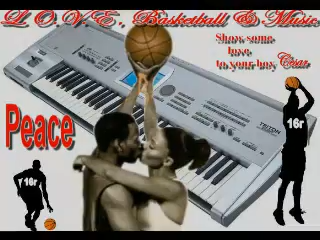 L.O.V.E, Basketball & Music
Show some
love
to your boy Cesar
Peace
TRITON
16r
16r